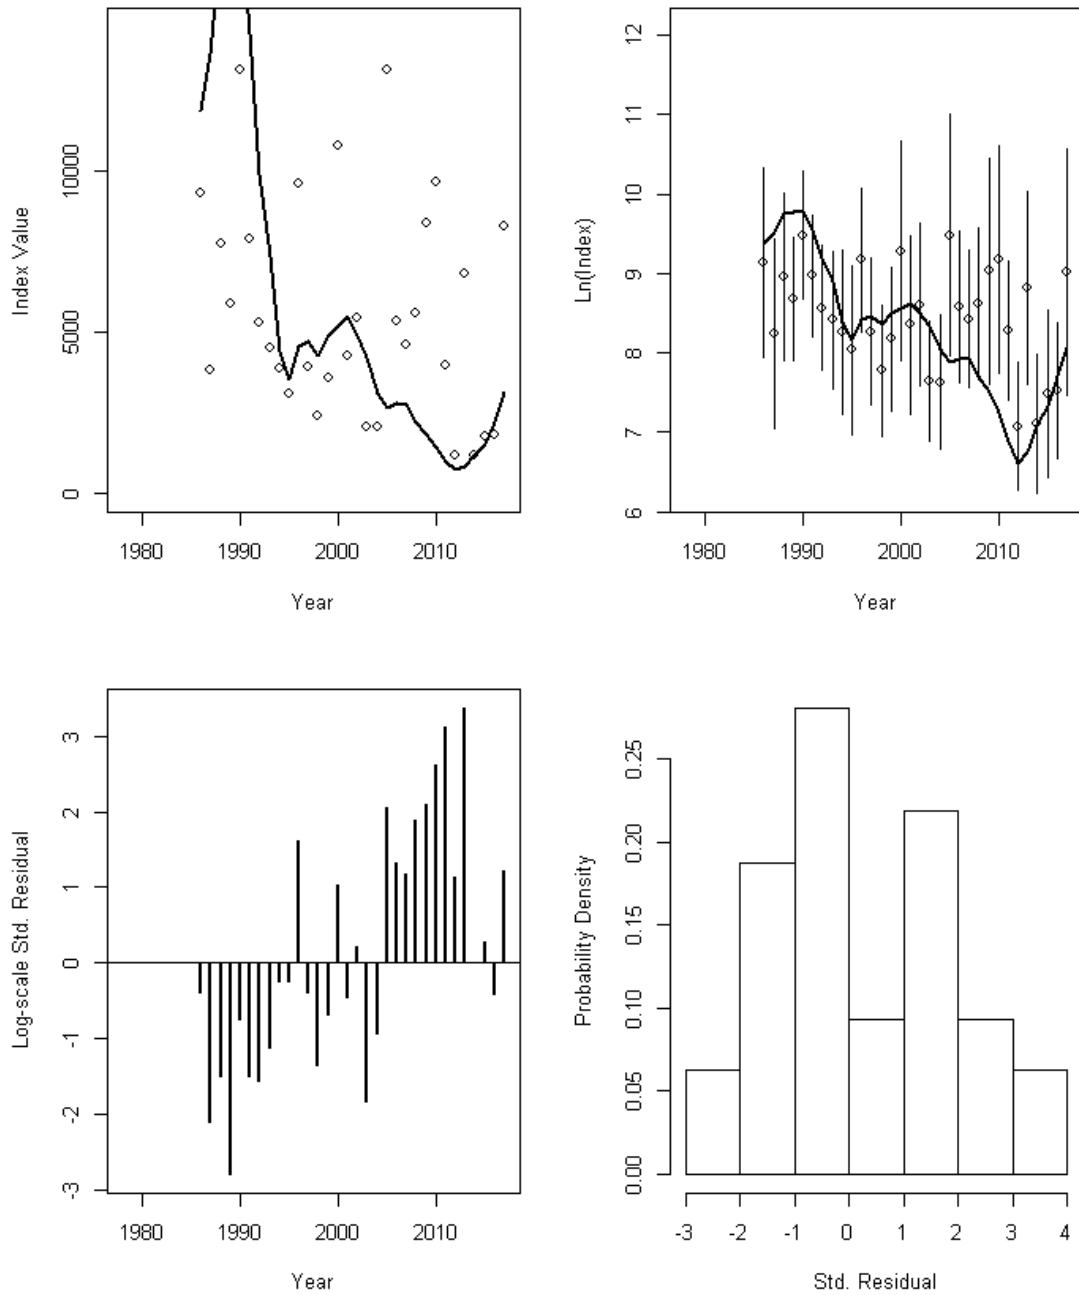 Index Value
10000
5000
0
1980 1990 2000 2010
Year
Ln(Index)
12
11
10
9
8
7
6
1980 1990 2000 2010
Year
Log-scale Std. Residual
3
2
1
0
-1
-2
-3
1980 1990 2000 2010
Year
Probability Density
0.25
0.20
0.15
0.10
0.05
0.00
-3 -2 -1 0 1 2 3 4
Std. Residual